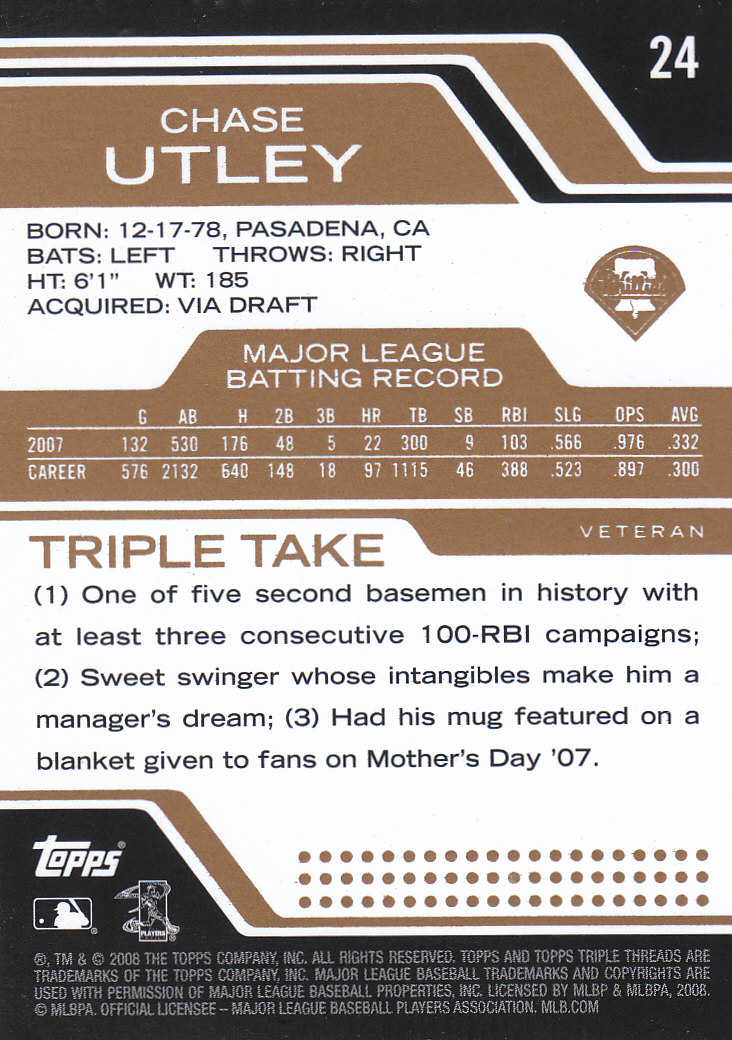 24
CHASE
UTLEY
BORN: 12-17-78, PASADENA, CA
BATS: LEFT THROWS: RIGHT
HT: 6'1" WT: 185
ACQUIRED: VIA DRAFT
Phillies
MAJOR LEAGUE
BATTING RECORD
G AB H 2B 3B HR TB SB RBI SLG OPS AVG
2007 132 530 176 48 5 22 300 9 103 .566 .976 .332
CAREER 576 2132 640 148 18 97 1115 46 388 .523 .897 .300
VETERAN
TRIPLE TAKE
(1) One of five second basemen in history with
at least three consecutive 100-RBI campaigns;
(2) Sweet swinger whose intangibles make him a
manager's dream; (3) Had his mug featured on a
blanket given to fans on Mother's Day '07.
topps®
PLAYERS
®, TM & © 2008 THE TOPPS COMPANY, INC. ALL RIGHTS RESERVED. TOPPS AND TOPPS TRIPLE THREADS ARE
TRADEMARKS OF THE TOPPS COMPANY, INC. MAJOR LEAGUE BASEBALL TRADEMARKS AND COPYRIGHTS ARE
USED WITH PERMISSION OF MAJOR LEAGUE BASEBALL PROPERTIES, INC. LICENSED BY MLBP & MLBPA, 2008.
© MLBPA. OFFICIAL LICENSEE – MAJOR LEAGUE BASEBALL PLAYERS ASSOCIATION. MLB.COM